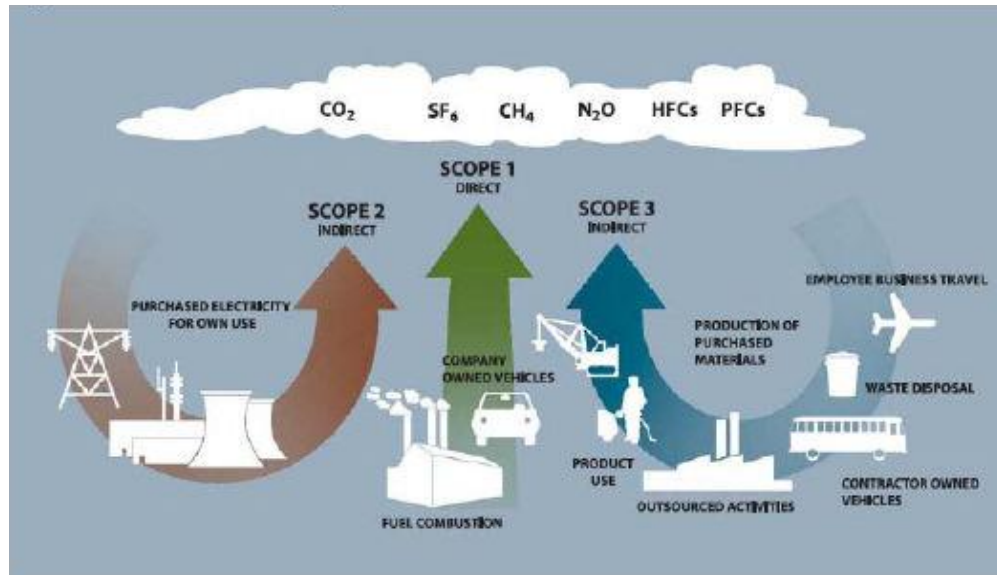 CO₂ SF₆ CH₄ N₂O HFCs PFCs
SCOPE 1
DIRECT
SCOPE 2
INDIRECT
SCOPE 3
INDIRECT
EMPLOYEE BUSINESS TRAVEL
PURCHASED ELECTRICITY
FOR OWN USE
PRODUCTION OF
PURCHASED
MATERIALS
COMPANY
OWNED VEHICLES
WASTE DISPOSAL
PRODUCT
USE
CONTRACTOR OWNED
VEHICLES
OUTSOURCED ACTIVITIES
FUEL COMBUSTION